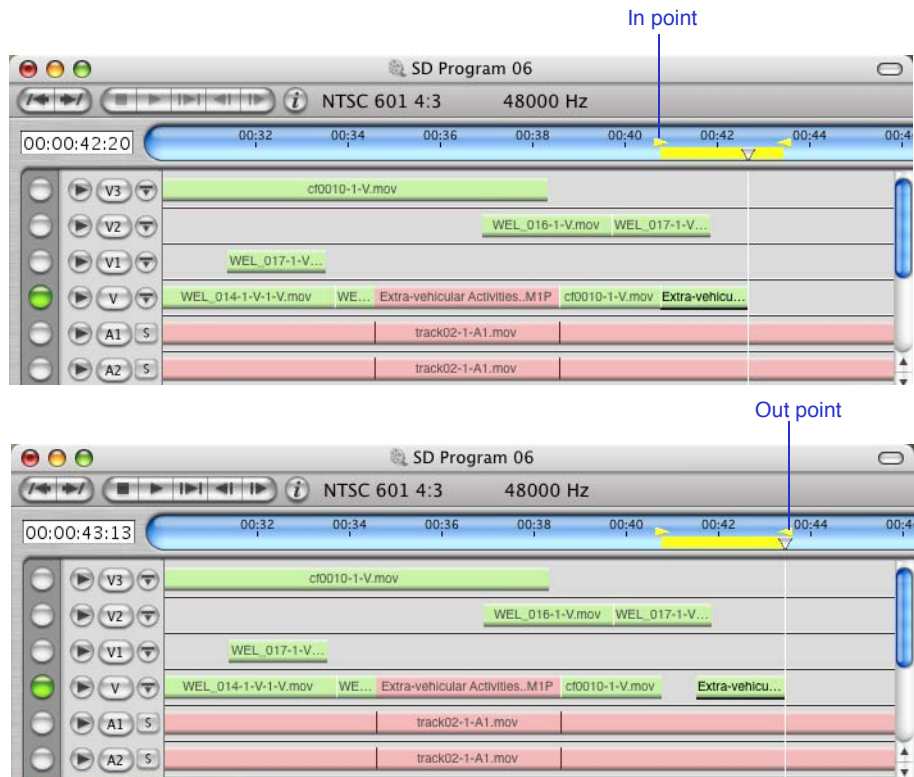 In point
SD Program 06
NTSC 601 4:3 48000 Hz
00:00:42:20 00:32 00:34 00:36 00:38 00:40 00:42 00:44 00:4
V3 cf0010-1-V.mov
V2 WEL_016-1-V.mov WEL_017-1-V...
V1 WEL_017-1-V...
V WEL_014-1-V-1-V.mov WE... Extra-vehicular Activities..M1P cf0010-1-V.mov Extra-vehicu...
A1 S track02-1-A1.mov
A2 S track02-1-A1.mov
Out point
SD Program 06
NTSC 601 4:3 48000 Hz
00:00:43:13 00:32 00:34 00:36 00:38 00:40 00:42 00:44 00:4
V3 cf0010-1-V.mov
V2 WEL_016-1-V.mov WEL_017-1-V...
V1 WEL_017-1-V...
V WEL_014-1-V-1-V.mov WE... Extra-vehicular Activities..M1P cf0010-1-V.mov Extra-vehicu...
A1 S track02-1-A1.mov
A2 S track02-1-A1.mov